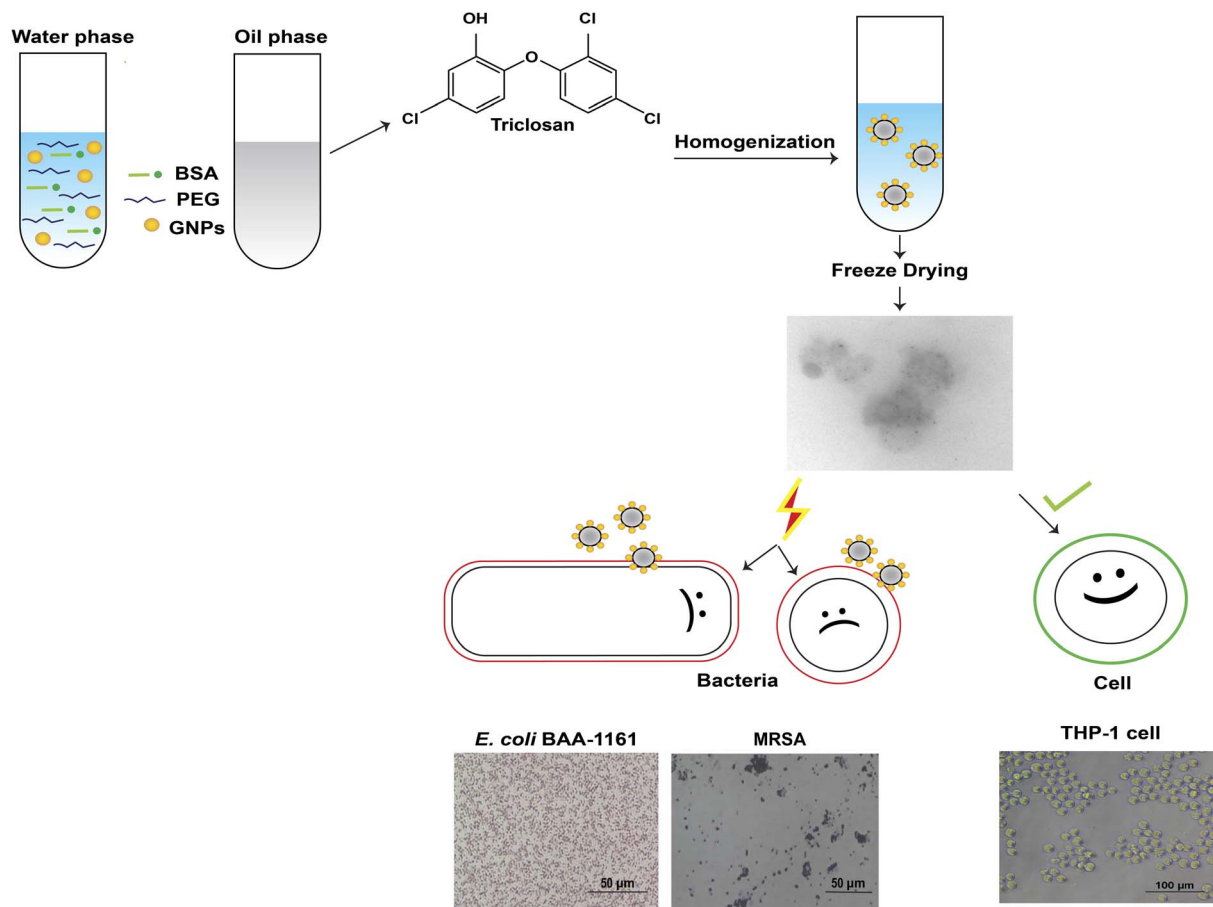 Water phase
Oil phase
BSA
PEG
GNPs
OH
Cl
O
Cl
Cl
Triclosan
Homogenization
Freeze Drying
Bacteria
Cell
E. coli BAA-1161
MRSA
THP-1 cell
50 µm
50 µm
100 µm